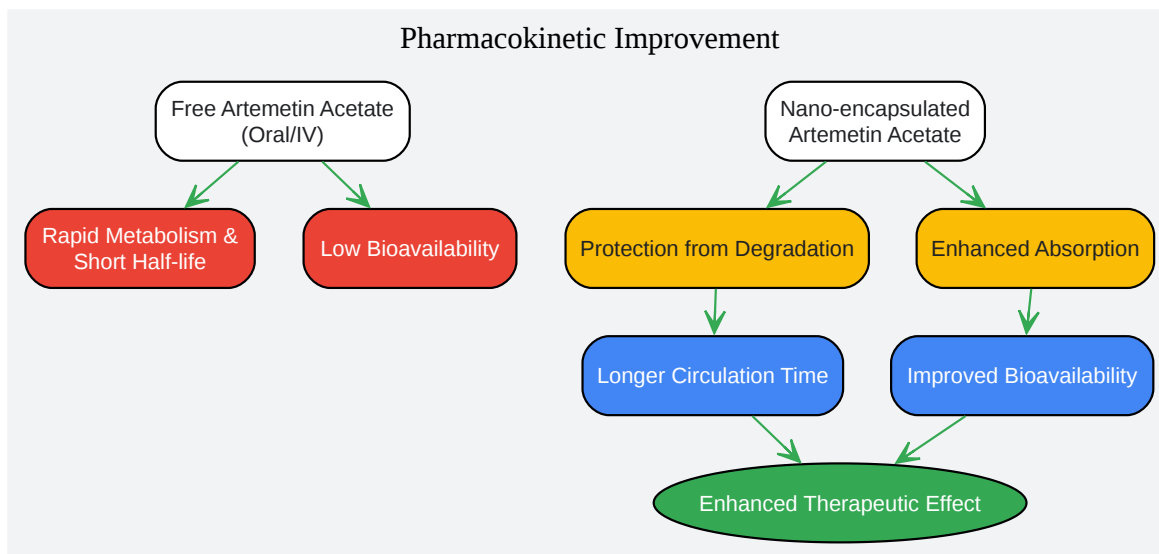 Pharmacokinetic Improvement
Free Artemetin Acetate
(Oral/IV)
Nano-encapsulated
Artemetin Acetate
Rapid Metabolism &
Short Half-life
Low Bioavailability
Protection from Degradation
Enhanced Absorption
Longer Circulation Time
Improved Bioavailability
Enhanced Therapeutic Effect